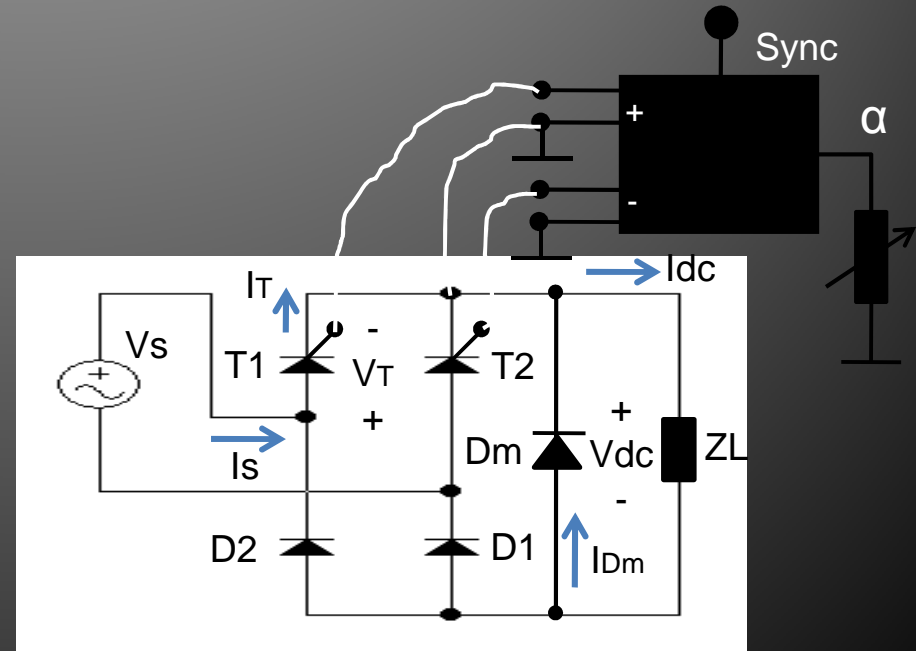 Sync
+
α
-
Idc
IT
Vs
+
T1
-
VT
+
T2
Is
Dm
+
Vdc
-
ZL
D2
D1
IDm